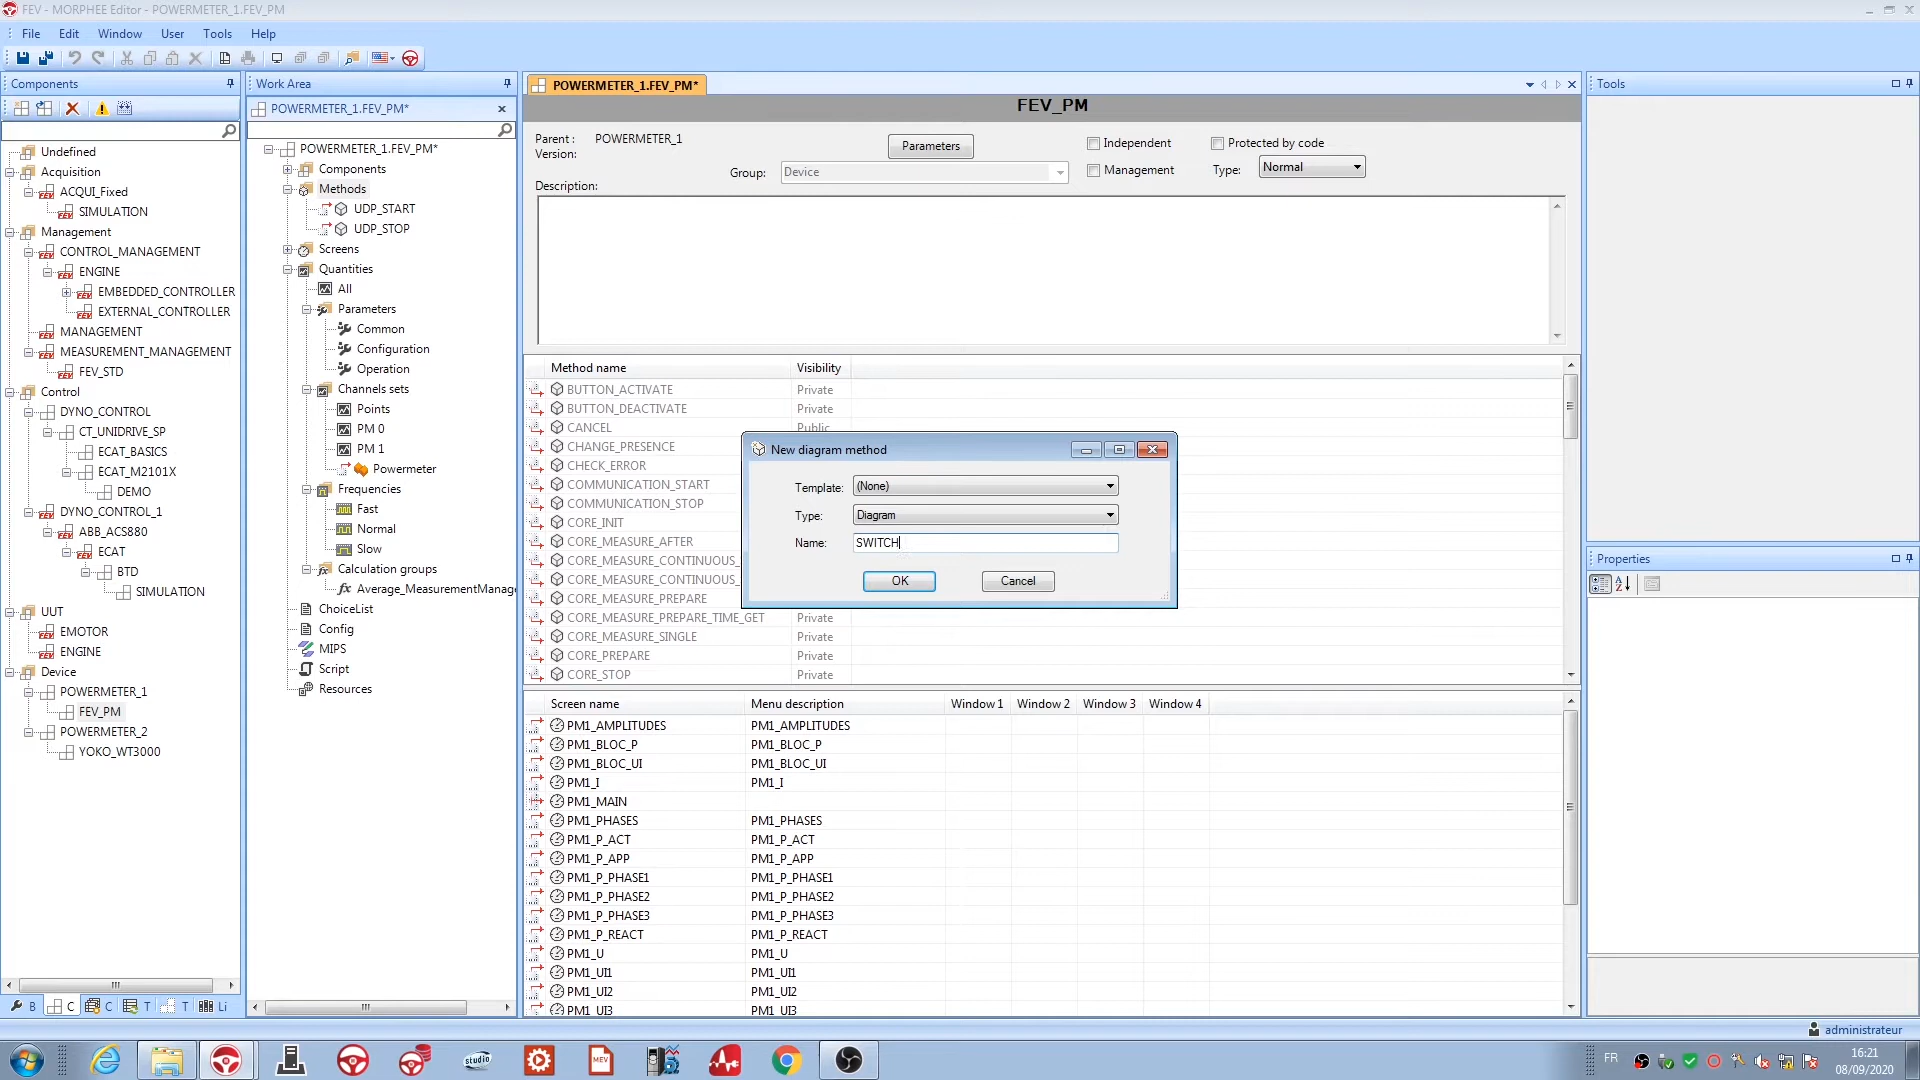 FEV - MORPHEE Editor - POWERMETER_1.FEV_PM
File Edit Window User Tools Help
Components
Undefined
Acquisition
ACQUI_Fixed
SIMULATION
Management
CONTROL_MANAGEMENT
ENGINE
EMBEDDED_CONTROLLER
EXTERNAL_CONTROLLER
MANAGEMENT
MEASUREMENT_MANAGEMENT
FEV_STD
Control
DYNO_CONTROL
CT_UNIDRIVE_SP
ECAT_BASICS
ECAT_M2101X
DEMO
DYNO_CONTROL_1
ABB_ACS880
ECAT
BTD
SIMULATION
UUT
EMOTOR
ENGINE
Device
POWERMETER_1
FEV_PM
POWERMETER_2
YOKO_WT3000
B C C T T Li
Work Area
POWERMETER_1.FEV_PM*
POWERMETER_1.FEV_PM*
Components
Methods
UDP_START
UDP_STOP
Screens
Quantities
All
Parameters
Common
Configuration
Operation
Channels sets
Points
PM 0
PM 1
Powermeter
Frequencies
Fast
Normal
Slow
Calculation groups
Average_MeasurementManage
ChoiceList
Config
MIPS
Script
Resources
POWERMETER_1.FEV_PM*
FEV_PM
Parent : POWERMETER_1
Version:
Parameters
Group: Device
Independent
Management
Protected by code
Type: Normal
Description:
Method name Visibility
BUTTON_ACTIVATE Private
BUTTON_DEACTIVATE Private
CANCEL Public
CHANGE_PRESENCE
CHECK_ERROR
COMMUNICATION_START
COMMUNICATION_STOP
CORE_INIT
CORE_MEASURE_AFTER
CORE_MEASURE_CONTINUOUS_
CORE_MEASURE_CONTINUOUS_
CORE_MEASURE_PREPARE
CORE_MEASURE_PREPARE_TIME_GET Private
CORE_MEASURE_SINGLE Private
CORE_PREPARE Private
CORE_STOP Private
New diagram method
Template: (None)
Type: Diagram
Name: SWITCH
OK Cancel
Screen name Menu description Window 1 Window 2 Window 3 Window 4
PM1_AMPLITUDES PM1_AMPLITUDES
PM1_BLOC_P PM1_BLOC_P
PM1_BLOC_UI PM1_BLOC_UI
PM1_I PM1_I
PM1_MAIN
PM1_PHASES PM1_PHASES
PM1_P_ACT PM1_P_ACT
PM1_P_APP PM1_P_APP
PM1_P_PHASE1 PM1_P_PHASE1
PM1_P_PHASE2 PM1_P_PHASE2
PM1_P_PHASE3 PM1_P_PHASE3
PM1_P_REACT PM1_P_REACT
PM1_U PM1_U
PM1_UI1 PM1_UI1
PM1_UI2 PM1_UI2
PM1_UI3 PM1_UI3
Tools
Properties
administrateur
studio
MEV
FR
16:21
08/09/2020